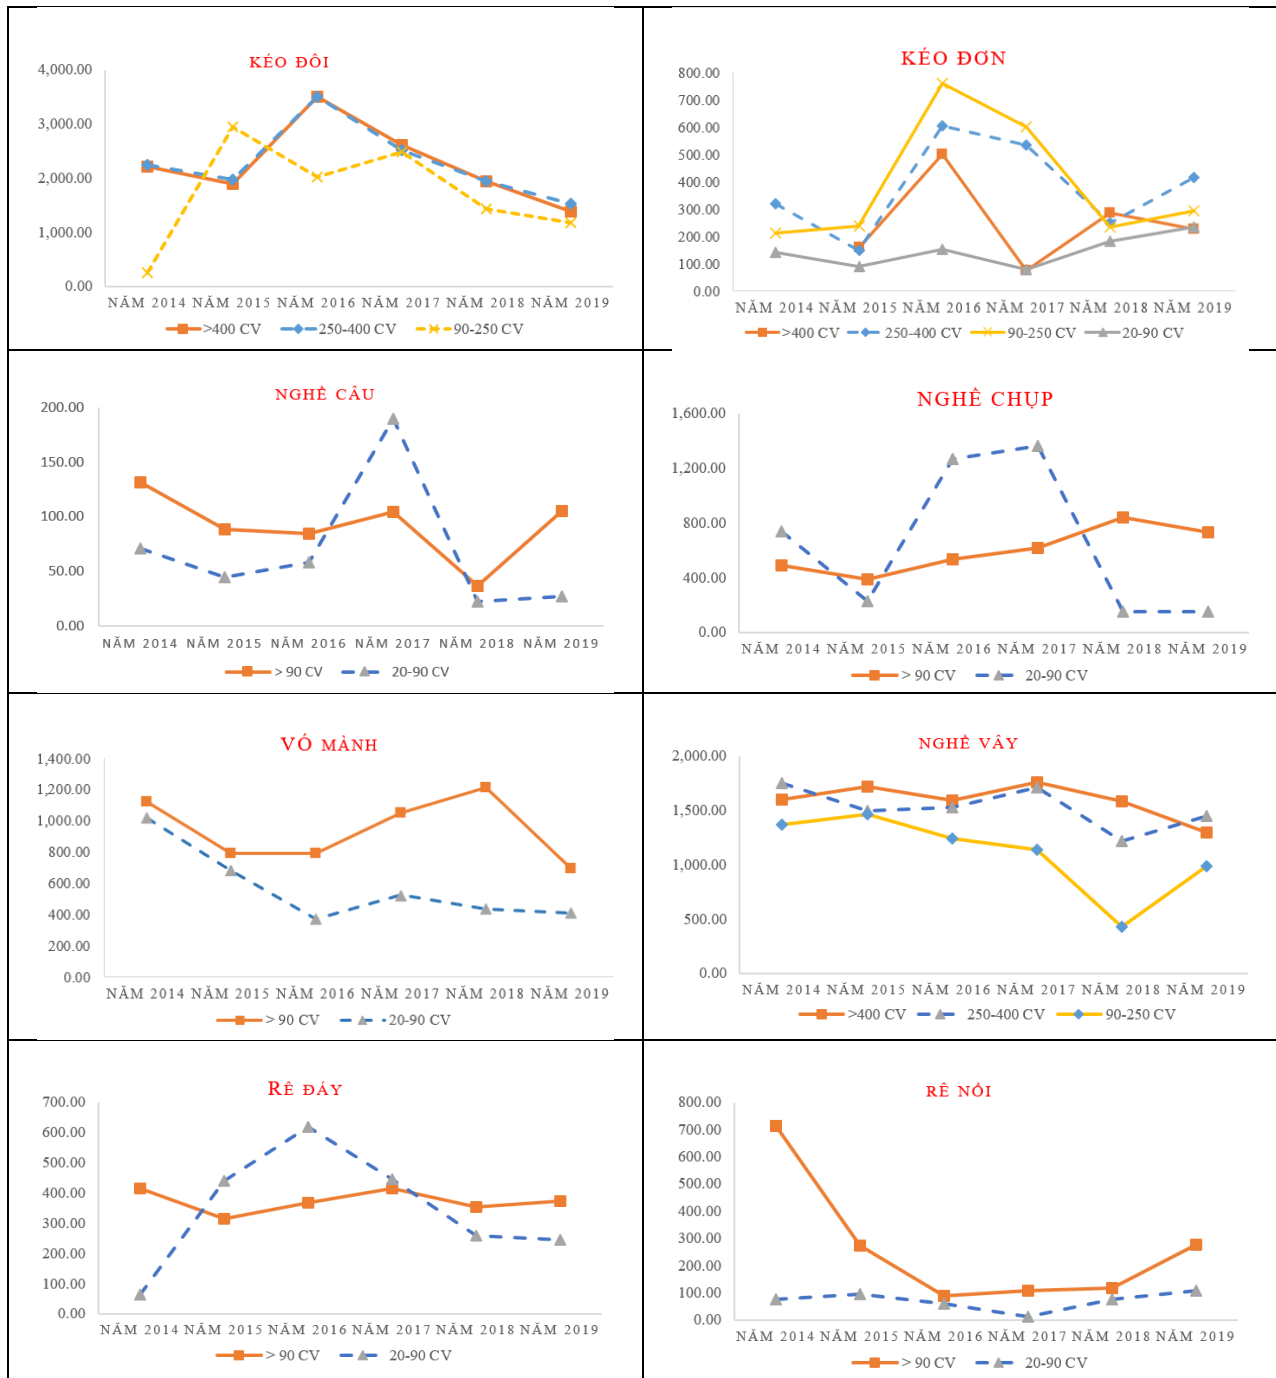 KÉO ĐÔI
4,000.00
3,000.00
2,000.00
1,000.00
0.00
NĂM 2014 NĂM 2015 NĂM 2016 NĂM 2017 NĂM 2018 NĂM 2019
>400 CV 250-400 CV 90-250 CV
KÉO ĐƠN
800.00
700.00
600.00
500.00
400.00
300.00
200.00
100.00
0.00
NĂM 2014 NĂM 2015 NĂM 2016 NĂM 2017 NĂM 2018 NĂM 2019
>400 CV 250-400 CV 90-250 CV 20-90 CV
NGHỀ CÂU
200.00
150.00
100.00
50.00
0.00
NĂM 2014 NĂM 2015 NĂM 2016 NĂM 2017 NĂM 2018 NĂM 2019
> 90 CV 20-90 CV
NGHỀ CHỤP
1,600.00
1,200.00
800.00
400.00
0.00
NĂM 2014 NĂM 2015 NĂM 2016 NĂM 2017 NĂM 2018 NĂM 2019
> 90 CV 20-90 CV
VÓ MÀNH
1,400.00
1,200.00
1,000.00
800.00
600.00
400.00
200.00
0.00
NĂM 2014 NĂM 2015 NĂM 2016 NĂM 2017 NĂM 2018 NĂM 2019
> 90 CV 20-90 CV
NGHỀ VÂY
2,000.00
1,500.00
1,000.00
500.00
0.00
NĂM 2014 NĂM 2015 NĂM 2016 NĂM 2017 NĂM 2018 NĂM 2019
>400 CV 250-400 CV 90-250 CV
RÊ ĐÁY
700.00
600.00
500.00
400.00
300.00
200.00
100.00
0.00
NĂM 2014 NĂM 2015 NĂM 2016 NĂM 2017 NĂM 2018 NĂM 2019
> 90 CV 20-90 CV
RÊ NỔI
800.00
700.00
600.00
500.00
400.00
300.00
200.00
100.00
0.00
NĂM 2014 NĂM 2015 NĂM 2016 NĂM 2017 NĂM 2018 NĂM 2019
> 90 CV 20-90 CV